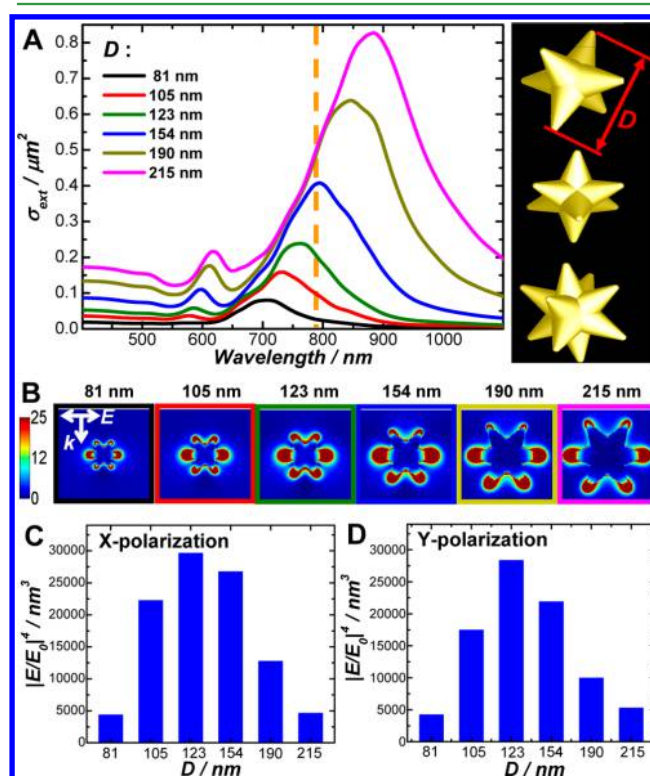 A
D :
81 nm
105 nm
123 nm
154 nm
190 nm
215 nm
σext / μm²
0.8
0.7
0.6
0.5
0.4
0.3
0.2
0.1
0.0
500 600 700 800 900 1000
Wavelength / nm
D
B
81 nm 105 nm 123 nm 154 nm 190 nm 215 nm
25
12
0
E
k
C X-polarization
|E/E0|⁴ / nm³
30000
25000
20000
15000
10000
5000
0
81 105 123 154 190 215
D / nm
D Y-polarization
|E/E0|⁴ / nm³
30000
25000
20000
15000
10000
5000
0
81 105 123 154 190 215
D / nm